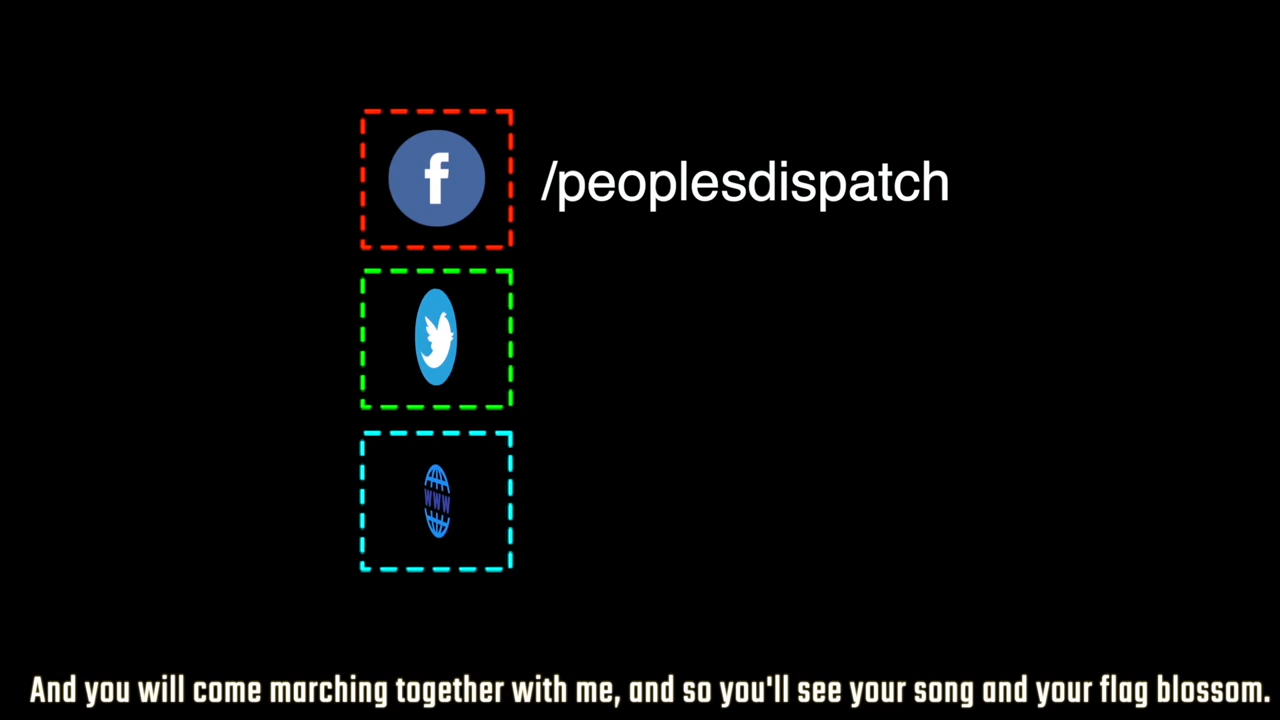 f
/peoplesdispatch
WWW
And you will come marching together with me, and so you'll see your song and your flag blossom.